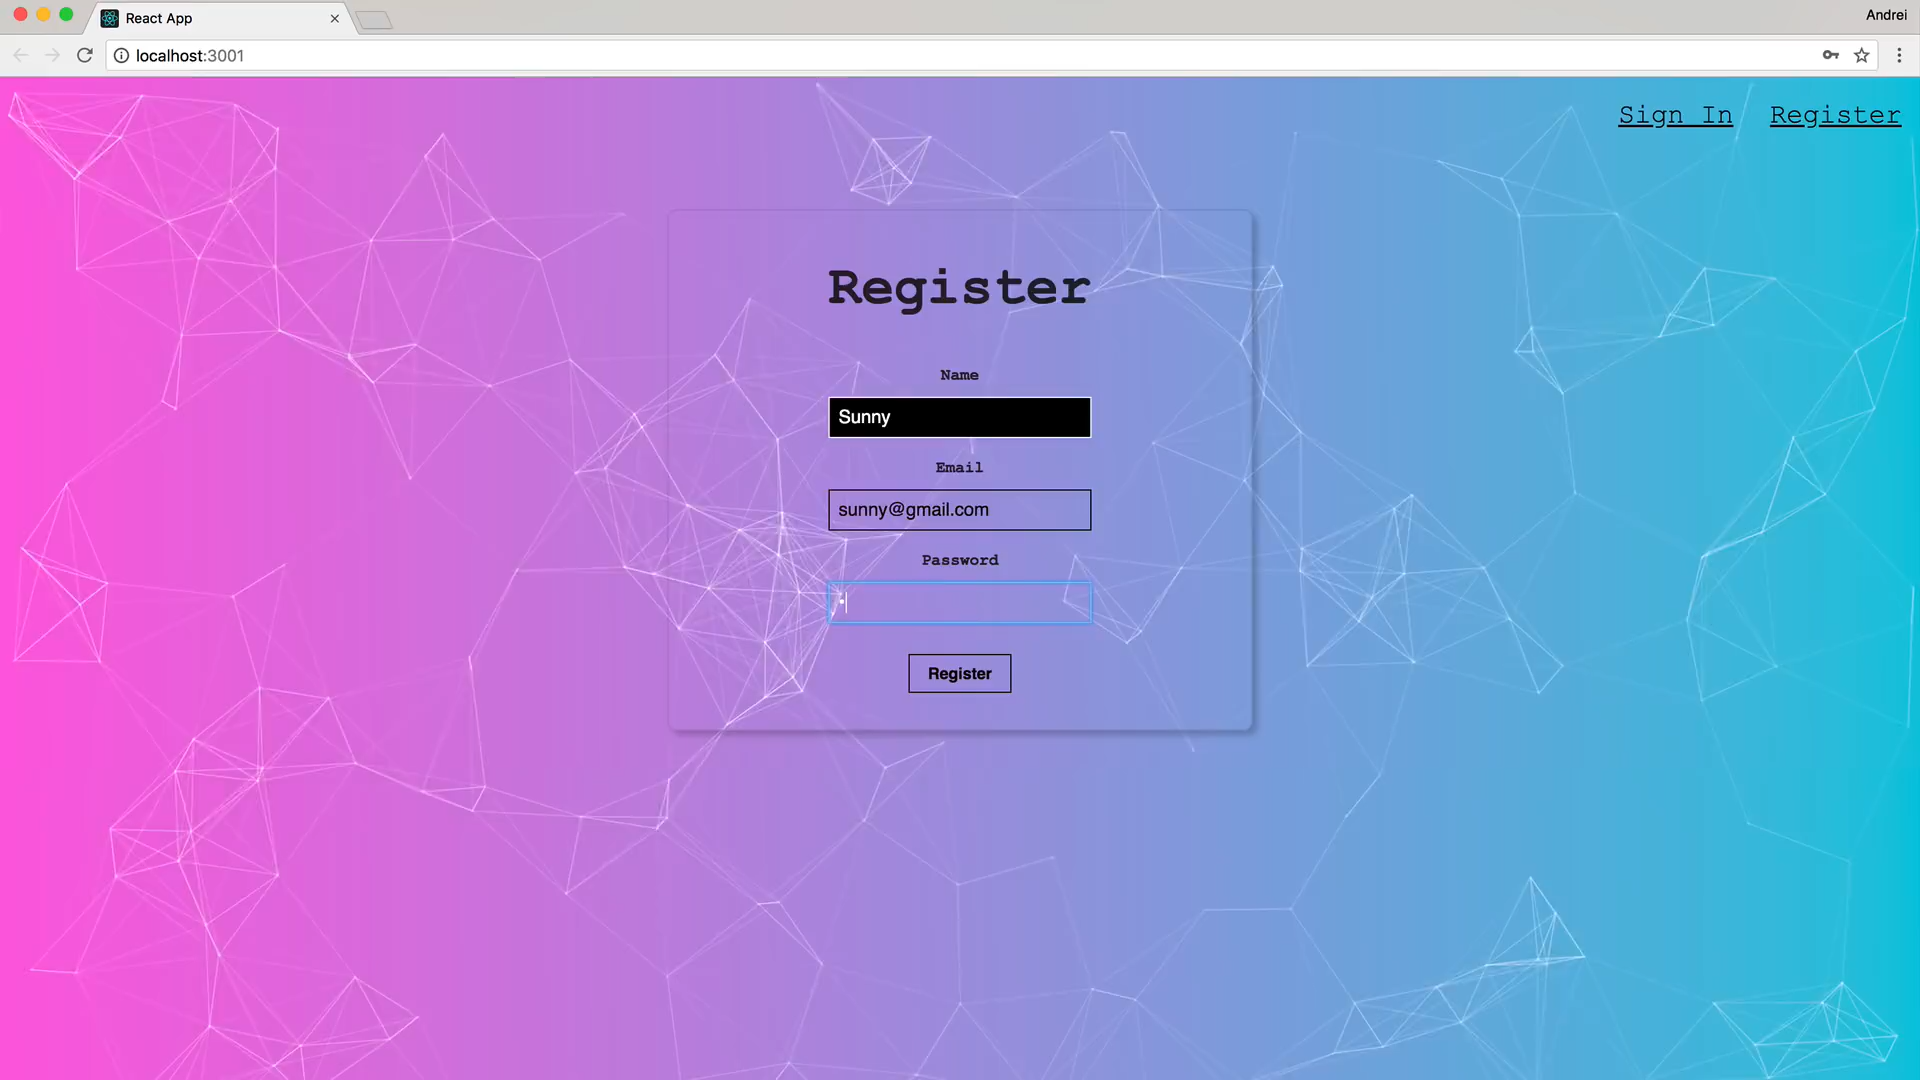 React App
Andrei
localhost:3001
Sign In
Register
Register
Name
Sunny
Email
sunny@gmail.com
Password
Register